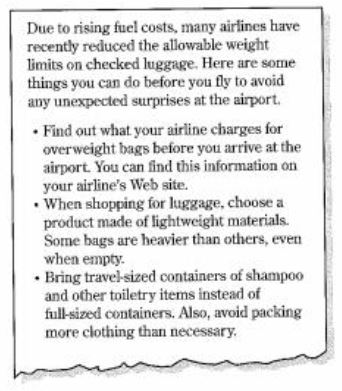 Due to rising fuel costs, many airlines have
recently reduced the allowable weight
limits on checked luggage. Here are some
things you can do before you fly to avoid
any unexpected surprises at the airport.
• Find out what your airline charges for
overweight bags before you arrive at the
airport. You can find this information on
your airline's Web site.
• When shopping for luggage, choose a
product made of lightweight materials.
Some bags are heavier than others, even
when empty.
• Bring travel-sized containers of shampoo
and other toiletry items instead of
full-sized containers. Also, avoid packing
more clothing than necessary.